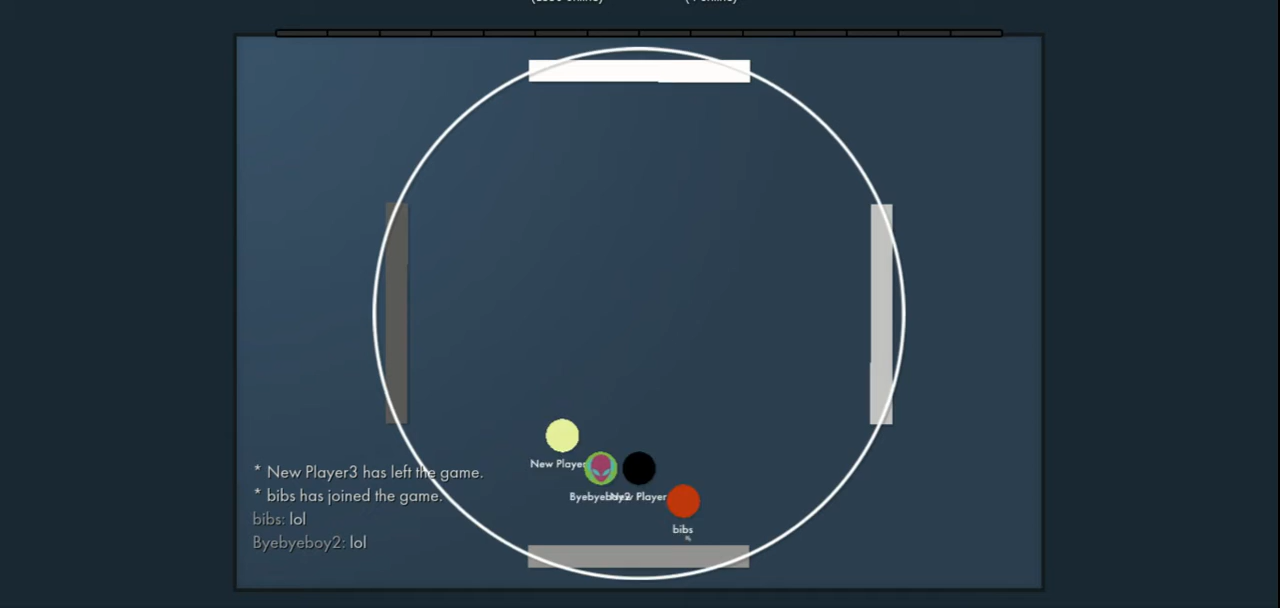 * New Player3 has left the game.
* bibs has joined the game.
bibs: lol
Byebyeboy2: lol
New Player
Byebyeboy2
New Player
bibs